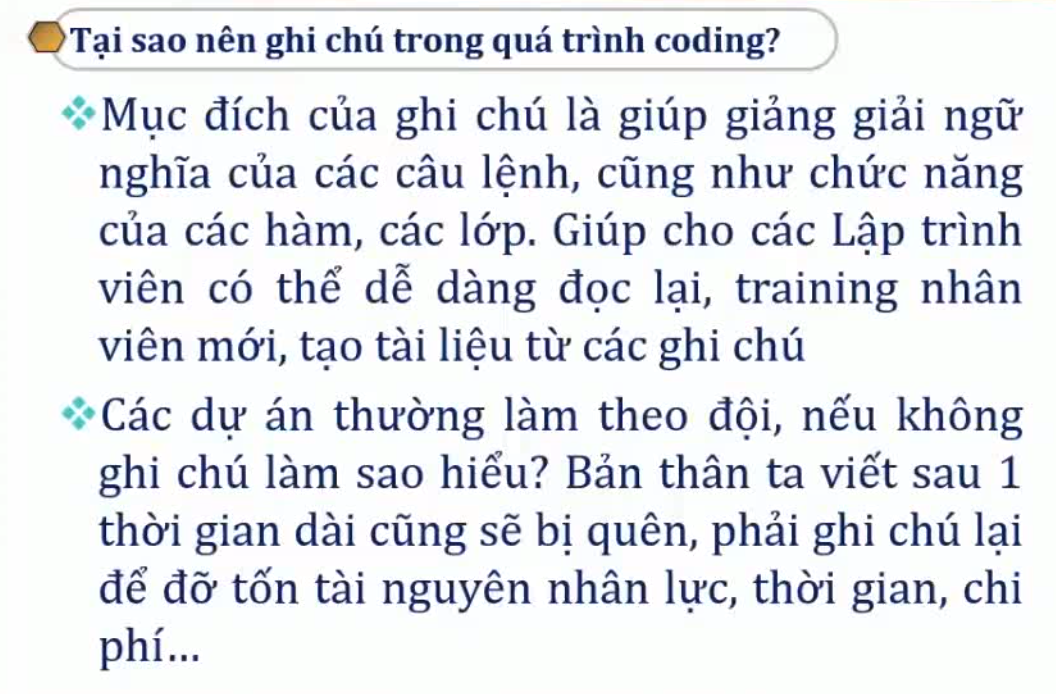 Tại sao nên ghi chú trong quá trình coding?
Mục đích của ghi chú là giúp giảng giải ngữ
nghĩa của các câu lệnh, cũng như chức năng
của các hàm, các lớp. Giúp cho các Lập trình
viên có thể dễ dàng đọc lại, training nhân
viên mới, tạo tài liệu từ các ghi chú
Các dự án thường làm theo đội, nếu không
ghi chú làm sao hiểu? Bản thân ta viết sau 1
thời gian dài cũng sẽ bị quên, phải ghi chú lại
để đỡ tốn tài nguyên nhân lực, thời gian, chi
phí...